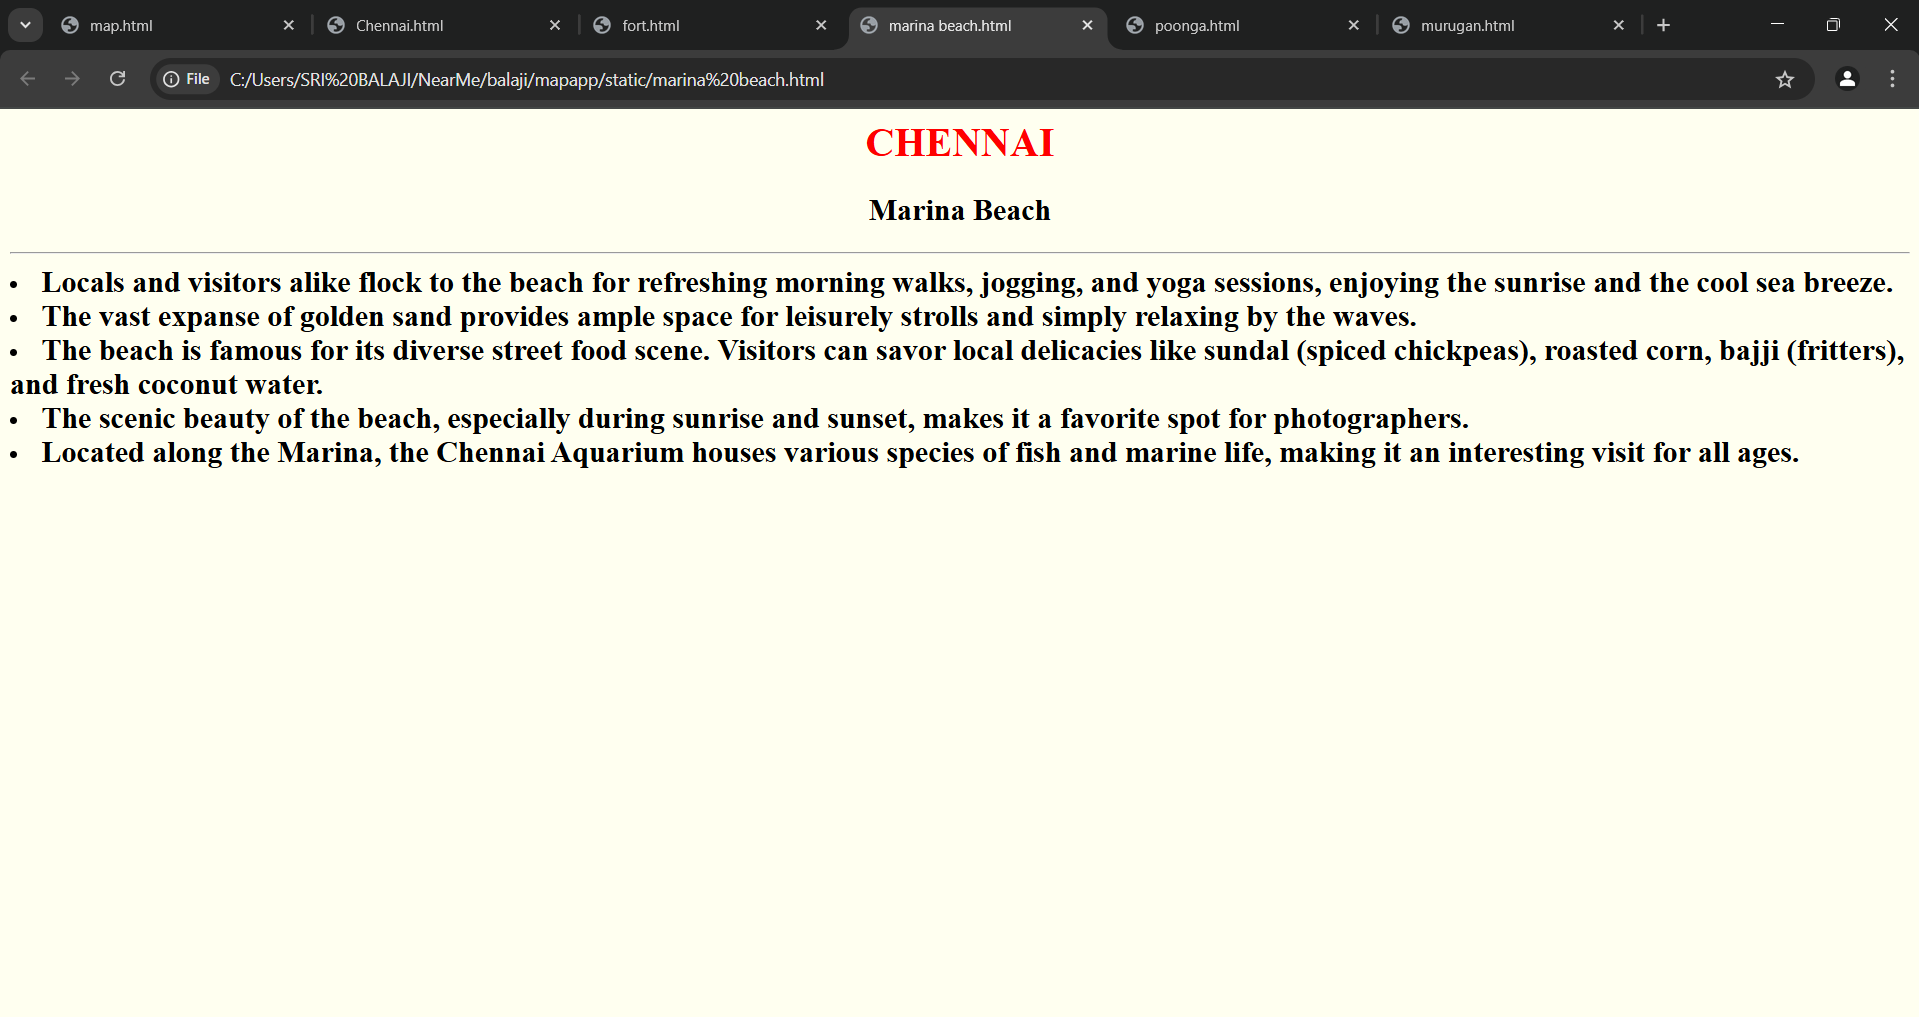 map.html
Chennai.html
fort.html
marina beach.html
poonga.html
murugan.html
File C:/Users/SRI%20BALAJI/NearMe/balaji/mapapp/static/marina%20beach.html
CHENNAI
Marina Beach
• Locals and visitors alike flock to the beach for refreshing morning walks, jogging, and yoga sessions, enjoying the sunrise and the cool sea breeze.
• The vast expanse of golden sand provides ample space for leisurely strolls and simply relaxing by the waves.
• The beach is famous for its diverse street food scene. Visitors can savor local delicacies like sundal (spiced chickpeas), roasted corn, bajji (fritters),
and fresh coconut water.
• The scenic beauty of the beach, especially during sunrise and sunset, makes it a favorite spot for photographers.
• Located along the Marina, the Chennai Aquarium houses various species of fish and marine life, making it an interesting visit for all ages.